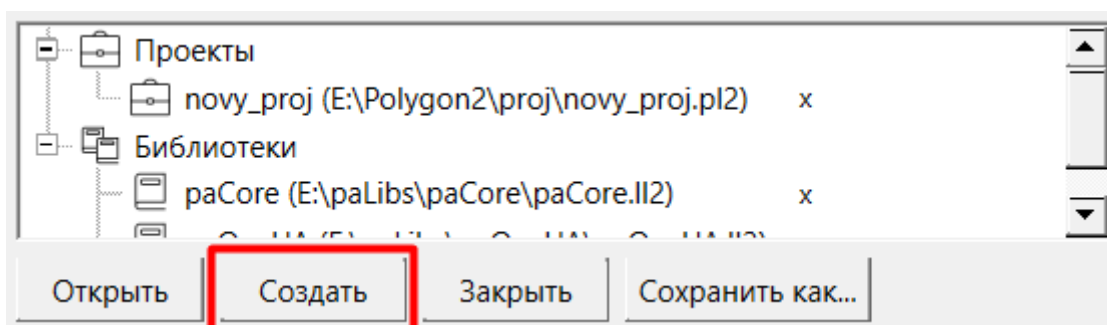 Проекты
novy_proj (E:\Polygon2\proj\novy_proj.pl2) x
Библиотеки
paCore (E:\paLibs\paCore\paCore.ll2) x
Открыть Создать Закрыть Сохранить как...